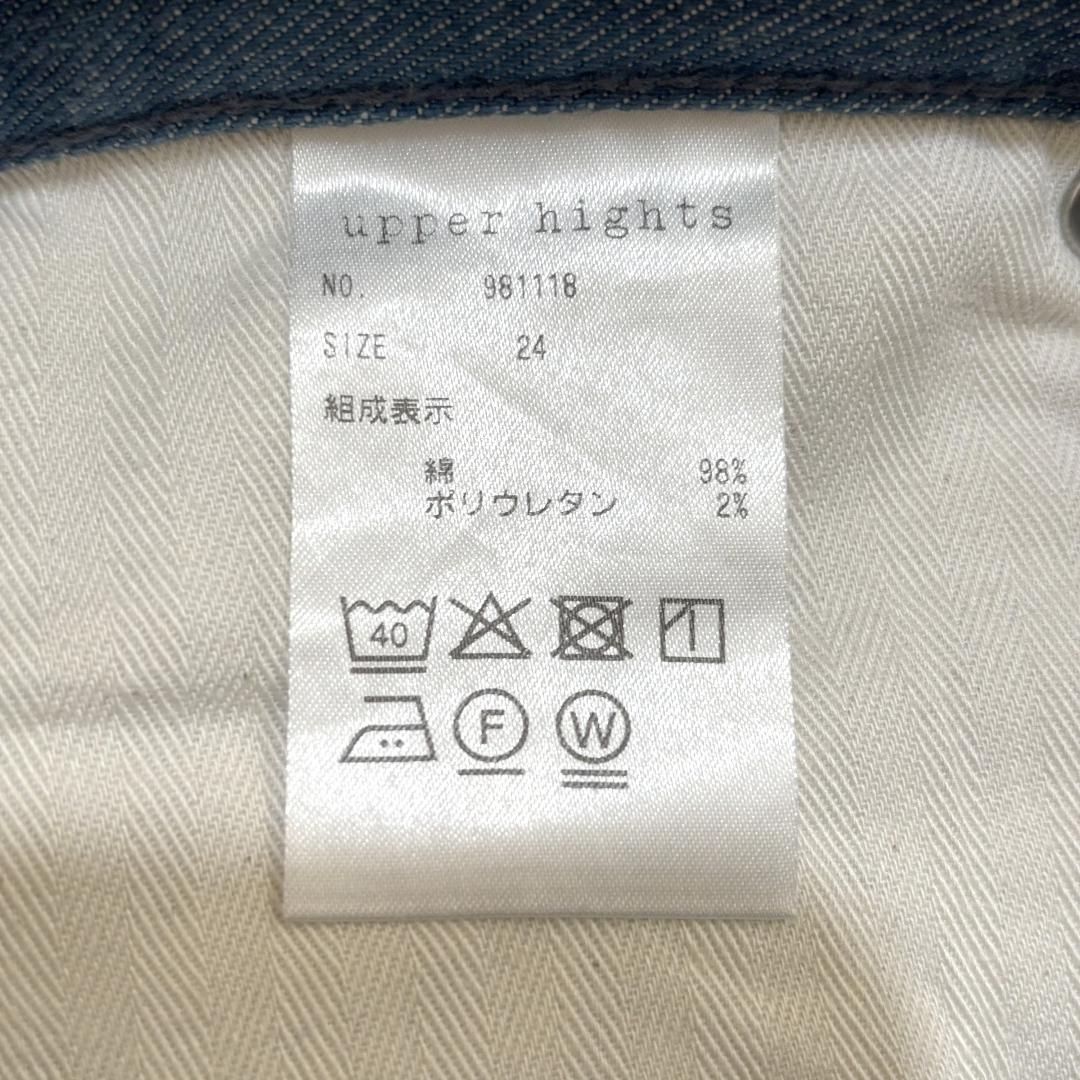 upper hights
NO. 981118
SIZE 24
組成表示
綿 98%
ポリウレタン 2%
40
F W